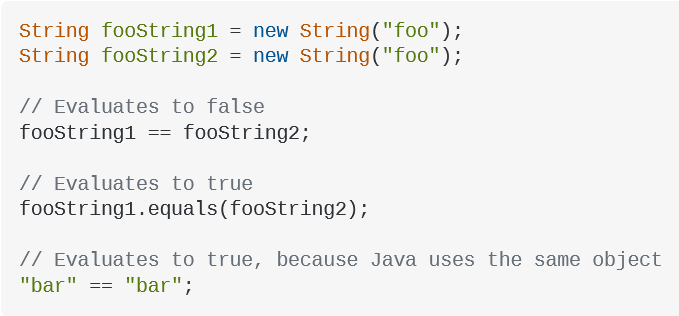 String fooString1 = new String("foo");
String fooString2 = new String("foo");
// Evaluates to false
fooString1 == fooString2;
// Evaluates to true
fooString1.equals(fooString2);
// Evaluates to true, because Java uses the same object
"bar" == "bar";